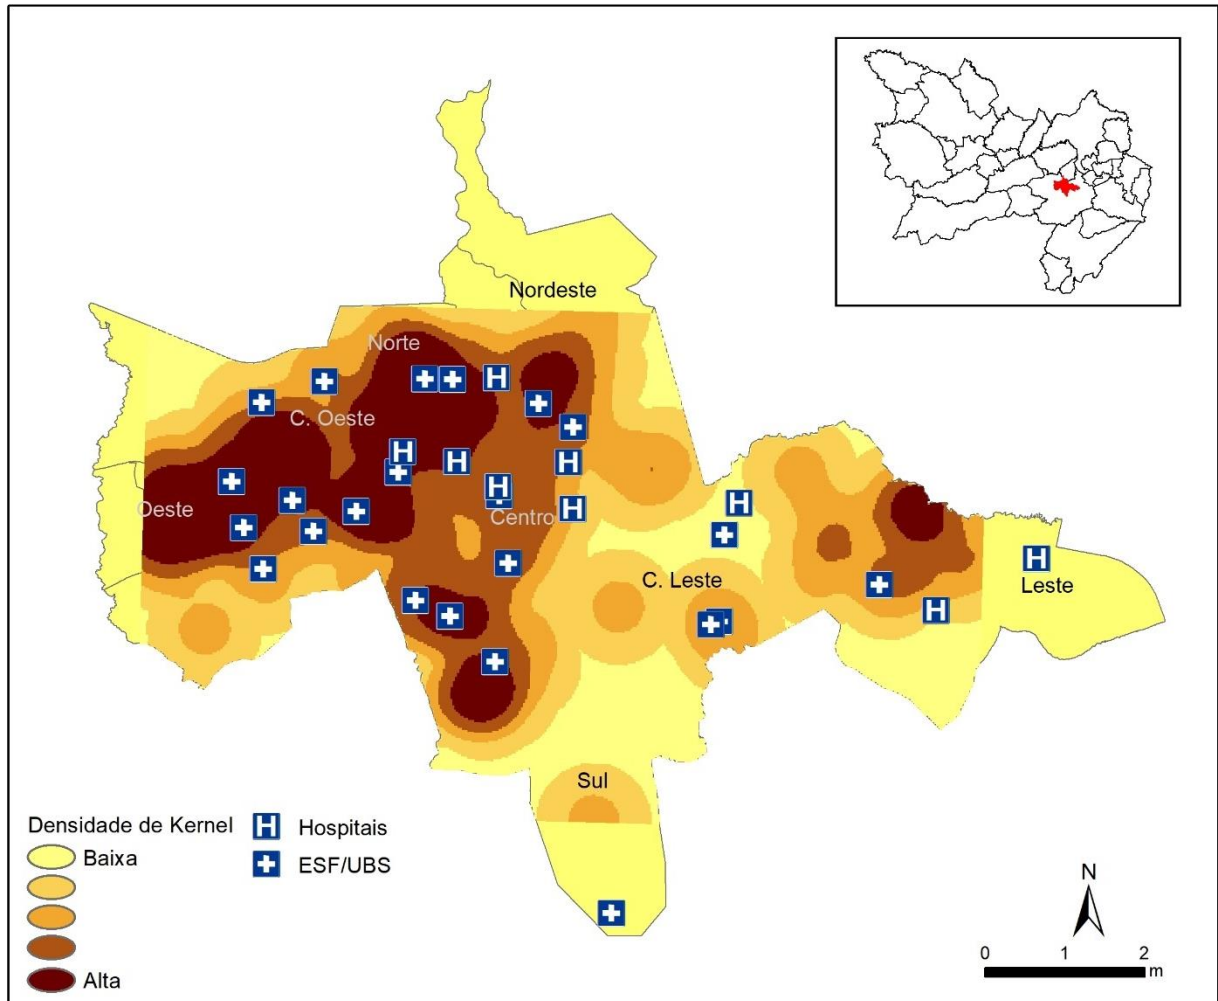 Nordeste
Norte
C. Oeste
Oeste
Centro
C. Leste
Leste
Sul
Densidade de Kernel
Baixa
Alta
H Hospitais
ESF/UBS
N
0 1 2
m